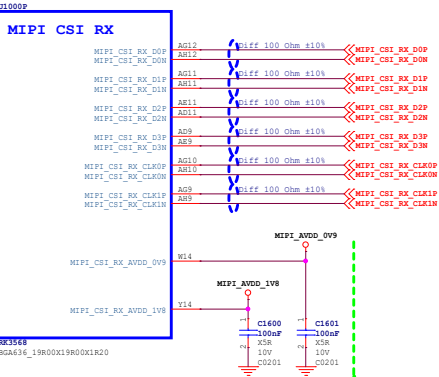 U1000P
MIPI CSI RX
MIPI_CSI_RX_D0P AG12 Diff 100 Ohm ±10% MIPI_CSI_RX_D0P
MIPI_CSI_RX_D0N AH12 MIPI_CSI_RX_D0N
MIPI_CSI_RX_D1P AG11 Diff 100 Ohm ±10% MIPI_CSI_RX_D1P
MIPI_CSI_RX_D1N AH11 MIPI_CSI_RX_D1N
MIPI_CSI_RX_D2P AE11 Diff 100 Ohm ±10% MIPI_CSI_RX_D2P
MIPI_CSI_RX_D2N AD11 MIPI_CSI_RX_D2N
MIPI_CSI_RX_D3P AD9 Diff 100 Ohm ±10% MIPI_CSI_RX_D3P
MIPI_CSI_RX_D3N AE9 MIPI_CSI_RX_D3N
MIPI_CSI_RX_CLK0P AG10 Diff 100 Ohm ±10% MIPI_CSI_RX_CLK0P
MIPI_CSI_RX_CLK0N AH10 MIPI_CSI_RX_CLK0N
MIPI_CSI_RX_CLK1P AG9 Diff 100 Ohm ±10% MIPI_CSI_RX_CLK1P
MIPI_CSI_RX_CLK1N AH9 MIPI_CSI_RX_CLK1N
MIPI_AVDD_0V9
MIPI_CSI_RX_AVDD_0V9 W14
MIPI_AVDD_1V8
MIPI_CSI_RX_AVDD_1V8 Y14
1 C1600 1 C1601
100nF 100nF
RK3568 2 X5R 2 X5R
BGA636_19R00X19R00X1R20 10V 10V
C0201 C0201